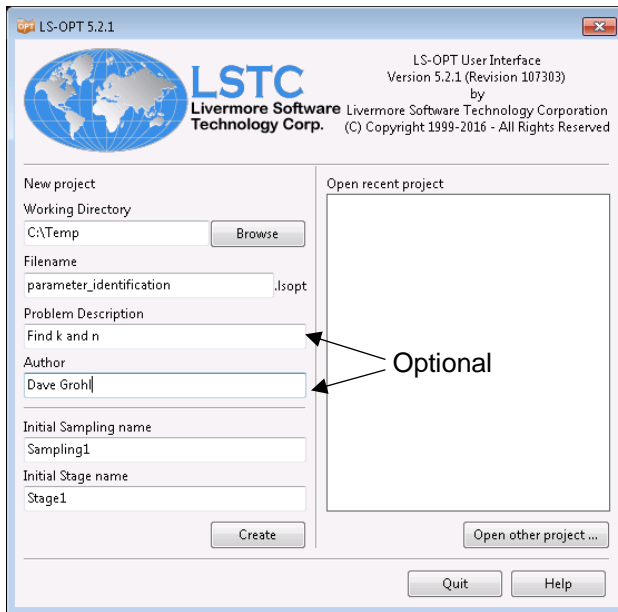 LS-OPT 5.2.1
LSTC
Livermore Software
Technology Corp.
LS-OPT User Interface
Version 5.2.1 (Revision 107303)
by
Livermore Software Technology Corporation
(C) Copyright 1999-2016 - All Rights Reserved
New project
Working Directory
C:\Temp
Browse
Filename
parameter_identification
.lsopt
Problem Description
Find k and n
Author
Dave Grohl
Initial Sampling name
Sampling1
Initial Stage name
Stage1
Create
Open recent project
Optional
Open other project ...
Quit
Help